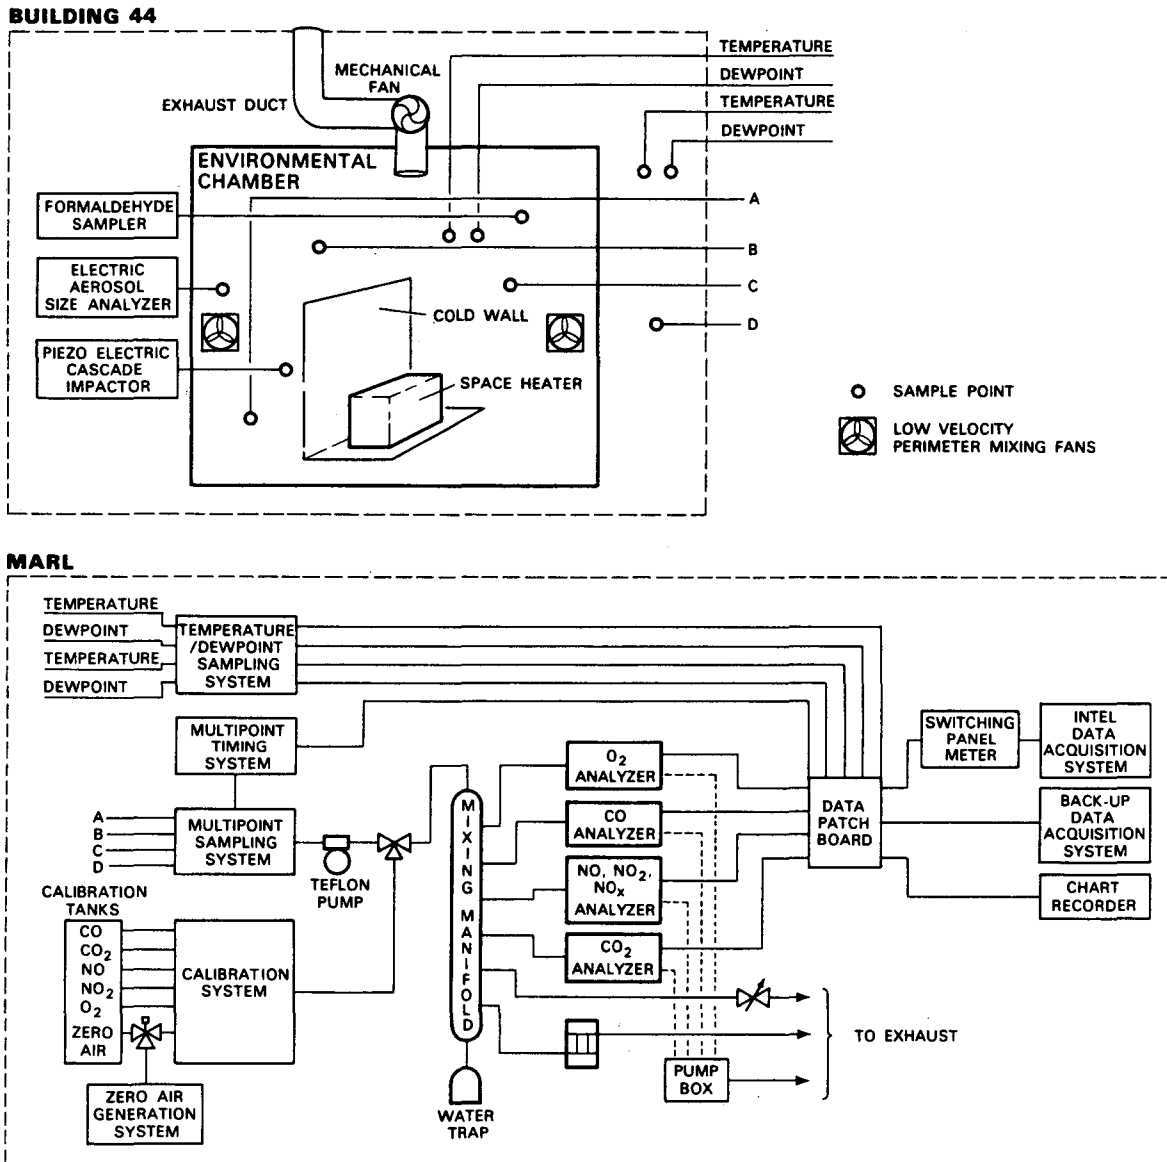 BUILDING 44
TEMPERATURE
DEWPOINT
TEMPERATURE
DEWPOINT
MECHANICAL
FAN
EXHAUST DUCT
ENVIRONMENTAL
CHAMBER
FORMALDEHYDE
SAMPLER
ELECTRIC
AEROSOL
SIZE ANALYZER
PIEZO ELECTRIC
CASCADE
IMPACTOR
COLD WALL
SPACE HEATER
A
B
C
D
SAMPLE POINT
LOW VELOCITY
PERIMETER MIXING FANS
MARL
TEMPERATURE
DEWPOINT
TEMPERATURE
DEWPOINT
TEMPERATURE
/DEWPOINT
SAMPLING
SYSTEM
MULTIPOINT
TIMING
SYSTEM
A
B
C
D
MULTIPOINT
SAMPLING
SYSTEM
TEFLON
PUMP
CALIBRATION
TANKS
CO
CO2
NO
NO2
O2
ZERO
AIR
CALIBRATION
SYSTEM
ZERO AIR
GENERATION
SYSTEM
MIXING MANIFOLD
WATER
TRAP
O2
ANALYZER
CO
ANALYZER
NO, NO2,
NOx
ANALYZER
CO2
ANALYZER
PUMP
BOX
TO EXHAUST
DATA
PATCH
BOARD
SWITCHING
PANEL
METER
INTEL
DATA
ACQUISITION
SYSTEM
BACK-UP
DATA
ACQUISITION
SYSTEM
CHART
RECORDER